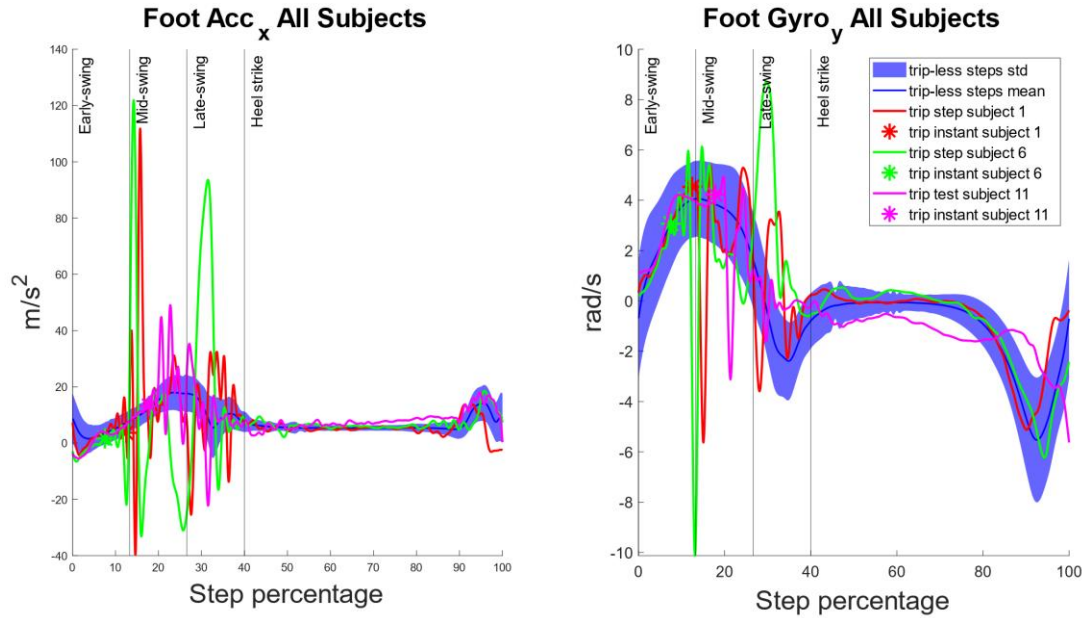 Foot Acc_x All Subjects
140
120
100
80
60
40
20
0
-20
-40
m/s²
Early-swing
Mid-swing
Late-swing
Heel strike
0 10 20 30 40 50 60 70 80 90 100
Step percentage
Foot Gyro_y All Subjects
10
8
6
4
2
0
-2
-4
-6
-8
-10
rad/s
Early-swing
Mid-swing
Late-swing
Heel strike
trip-less steps std
trip-less steps mean
trip step subject 1
trip instant subject 1
trip step subject 6
trip instant subject 6
trip test subject 11
trip instant subject 11
0 20 40 60 80 100
Step percentage